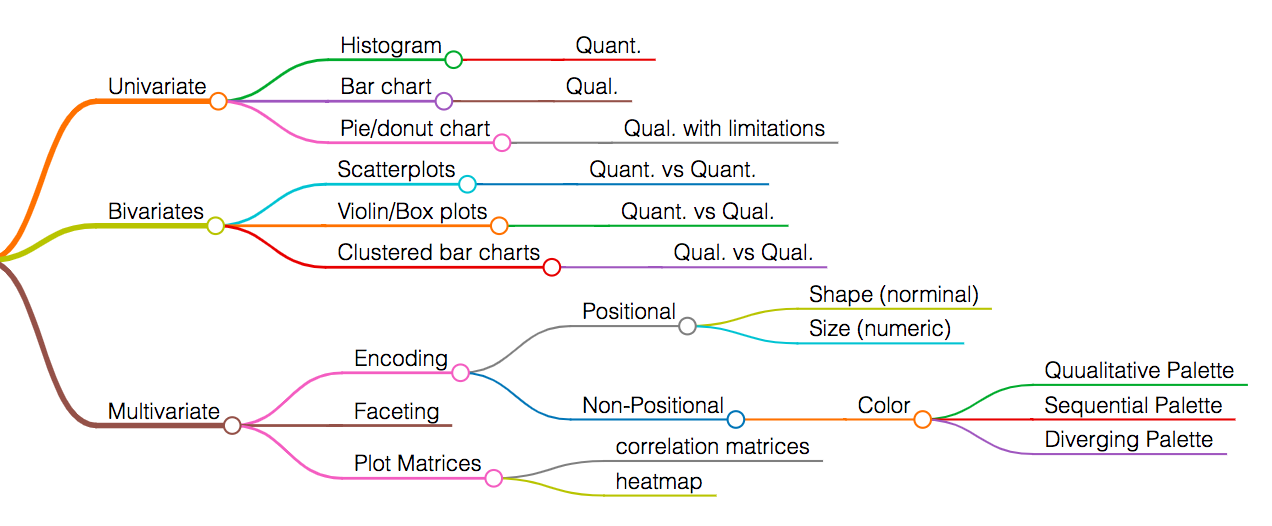 Univariate
Histogram
Quant.
Bar chart
Qual.
Pie/donut chart
Qual. with limitations
Bivariates
Scatterplots
Quant. vs Quant.
Violin/Box plots
Quant. vs Qual.
Clustered bar charts
Qual. vs Qual.
Multivariate
Encoding
Positional
Shape (norminal)
Size (numeric)
Non-Positional
Color
Quualitative Palette
Sequential Palette
Diverging Palette
Faceting
Plot Matrices
correlation matrices
heatmap